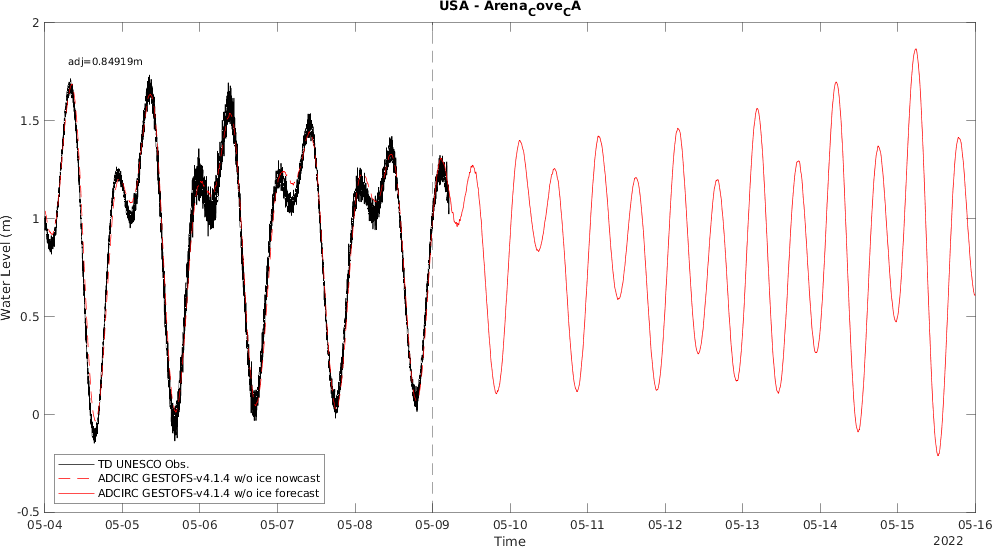 USA - ArenaCoveCA
2
adj=0.84919m
1.5
1
Water Level (m)
0.5
0
TD UNESCO Obs.
ADCIRC GESTOFS-v4.1.4 w/o ice nowcast
ADCIRC GESTOFS-v4.1.4 w/o ice forecast
-0.5
05-04 05-05 05-06 05-07 05-08 05-09 05-10 05-11 05-12 05-13 05-14 05-15 05-16
Time
2022